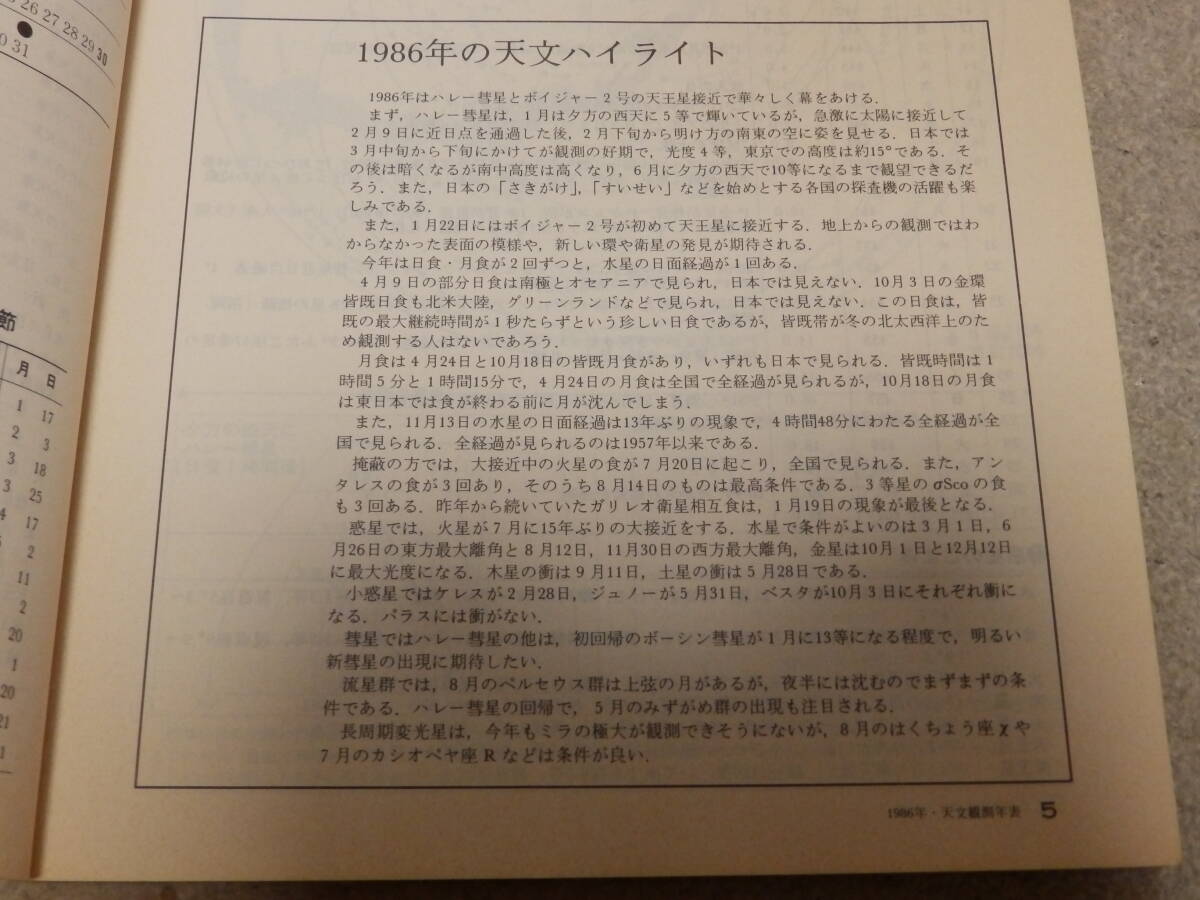 26 27 28 29 30
31
節
月 日
1 17
2 3
3 18
3 25
4 17
2
11
2
20
1
20
21
1
1986年の天文ハイライト
1986年はハレー彗星とボイジャー2号の天王星接近で華々しく幕をあける．
まず，ハレー彗星は，1月は夕方の西天に5等で輝いているが，急激に太陽に接近して
2月9日に近日点を通過した後，2月下旬から明け方の南東の空に姿を見せる．日本では
3月中旬から下旬にかけてが観測の好期で，光度4等，東京での高度は約15°である．そ
の後は暗くなるが南中高度は高くなり，6月に夕方の西天で10等になるまで観望できるだ
ろう．また，日本の「さきがけ」，「すいせい」などを始めとする各国の探査機の活躍も楽
しみである．
また，1月22日にはボイジャー2号が初めて天王星に接近する．地上からの観測ではわ
からなかった表面の模様や，新しい環や衛星の発見が期待される．
今年は日食・月食が2回ずつと，水星の日面経過が1回ある．
4月9日の部分日食は南極とオセアニアで見られ，日本では見えない．10月3日の金環
皆既日食も北米大陸，グリーンランドなどで見られ，日本では見えない．この日食は，皆
既の最大継続時間が1秒たらずという珍しい日食であるが，皆既帯が冬の北太西洋上のた
め観測する人はないであろう．
月食は4月24日と10月18日の皆既月食があり，いずれも日本で見られる．皆既時間は1
時間5分と1時間15分で，4月24日の月食は全国で全経過が見られるが，10月18日の月食
は東日本では食が終わる前に月が沈んでしまう．
また，11月13日の水星の日面経過は13年ぶりの現象で，4時間48分にわたる全経過が全
国で見られる．全経過が見られるのは1957年以来である．
掩蔽の方では，大接近中の火星の食が7月20日に起こり，全国で見られる．また，アン
タレスの食が3回あり，そのうち8月14日のものは最高条件である．3等星のσScoの食
も3回ある．昨年から続いていたガリレオ衛星相互食は，1月19日の現象が最後となる．
惑星では，火星が7月に15年ぶりの大接近をする．水星で条件がよいのは3月1日，6
月26日の東方最大離角と8月12日，11月30日の西方最大離角，金星は10月1日と12月12日
に最大光度になる．木星の衝は9月11日，土星の衝は5月28日である．
小惑星ではケレスが2月28日，ジュノーが5月31日，ベスタが10月3日にそれぞれ衝に
なる．パラスには衝がない．
彗星ではハレー彗星の他は，初回帰のボーシン彗星が1月に13等になる程度で，明るい
新彗星の出現に期待したい．
流星群では，8月のペルセウス群は上弦の月があるが，夜半には沈むのでまずまずの条
件である．ハレー彗星の回帰で，5月のみずがめ群の出現も注目される．
長周期変光星は，今年もミラの極大が観測できそうにないが，8月のはくちょう座χや
7月のカシオペヤ座Rなどは条件が良い．
1986年・天文観測年表 5